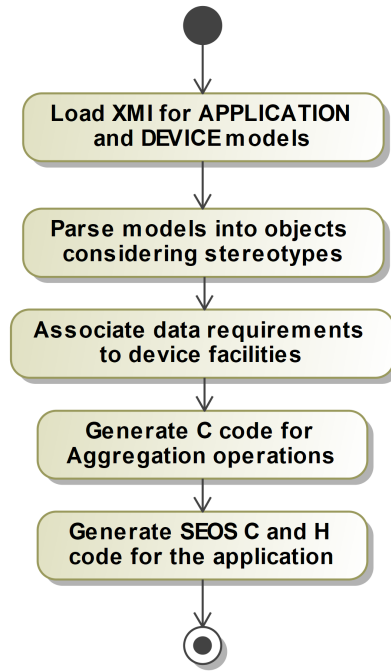 Load XMI for APPLICATION
and DEVICE models
Parse models into objects
considering stereotypes
Associate data requirements
to device facilities
Generate C code for
Aggregation operations
Generate SEOS C and H
code for the application